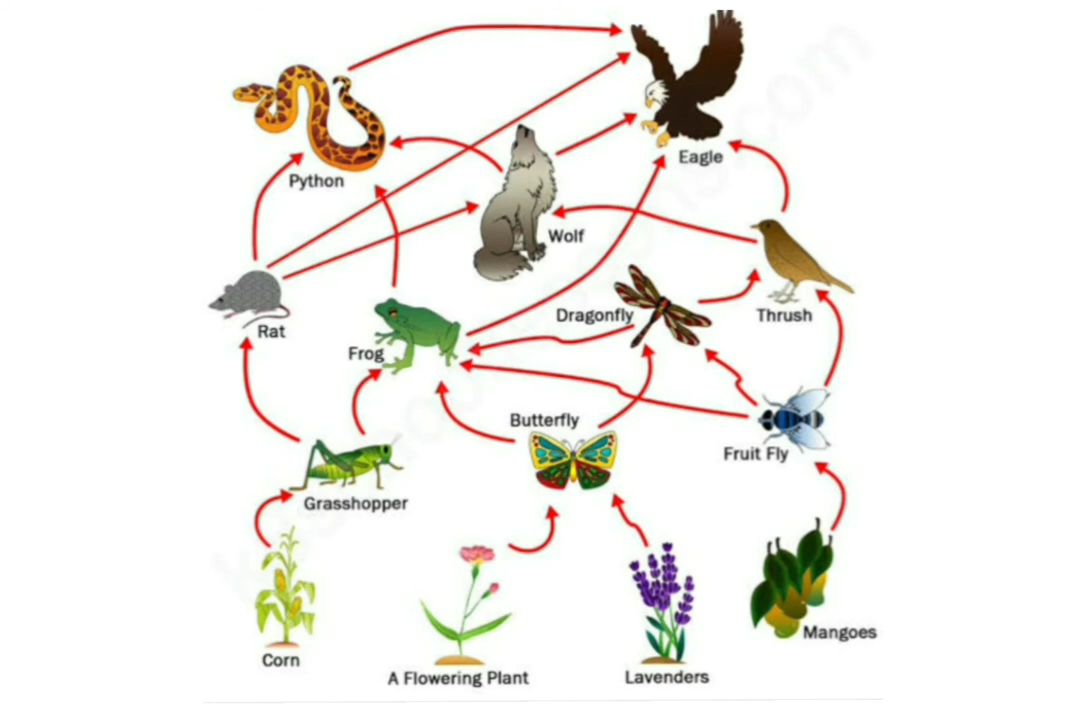 Eagle
Python
Wolf
Dragonfly
Thrush
Rat
Frog
Butterfly
Fruit Fly
Grasshopper
Mangoes
Corn
A Flowering Plant
Lavenders